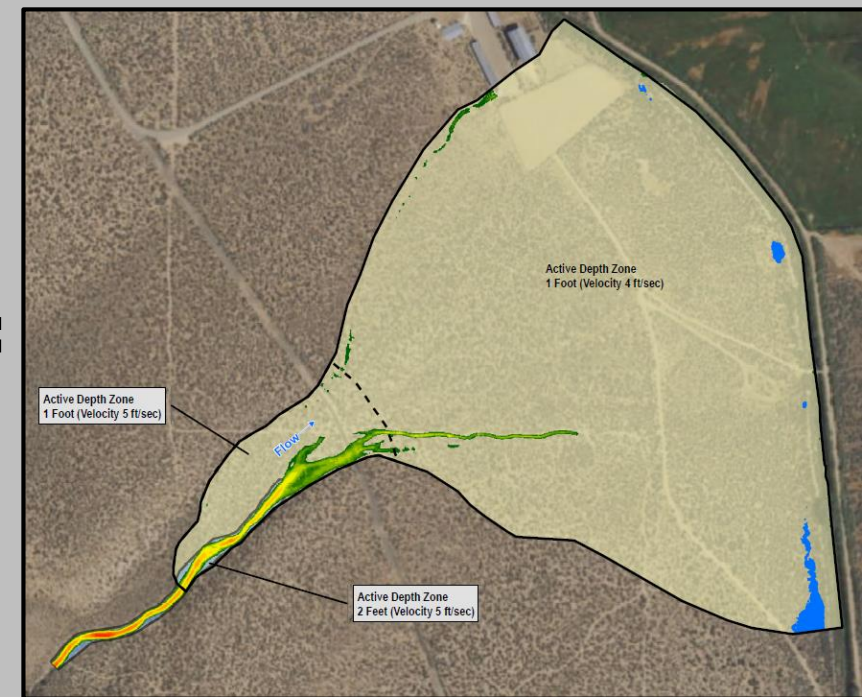 Active Depth Zone
1 Foot (Velocity 4 ft/sec)
Active Depth Zone
1 Foot (Velocity 5 ft/sec)
Flow
Active Depth Zone
2 Feet (Velocity 5 ft/sec)